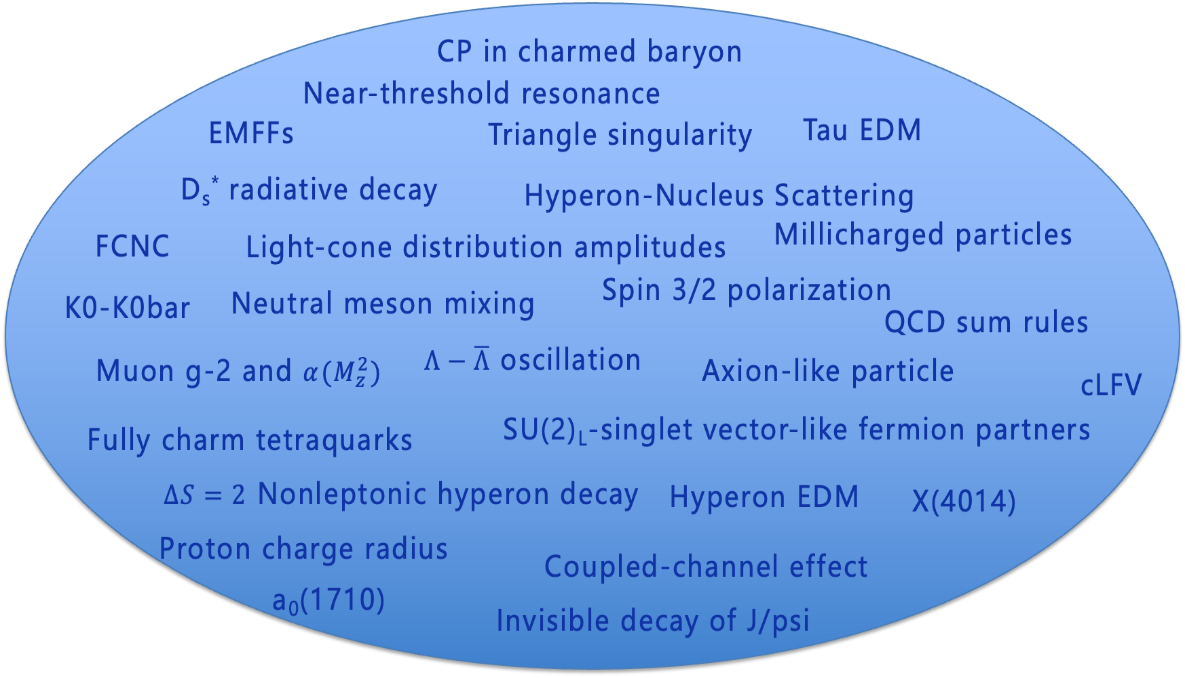 CP in charmed baryon
Near-threshold resonance
EMFFs
Triangle singularity
Tau EDM
Dₛ* radiative decay
Hyperon-Nucleus Scattering
FCNC
Light-cone distribution amplitudes
Millicharged particles
K0-K0bar
Neutral meson mixing
Spin 3/2 polarization
QCD sum rules
Muon g-2 and α(M_z^2)
Λ − Λ̅ oscillation
Axion-like particle
cLFV
Fully charm tetraquarks
SU(2)_L-singlet vector-like fermion partners
ΔS = 2 Nonleptonic hyperon decay
Hyperon EDM
X(4014)
Proton charge radius
Coupled-channel effect
a₀(1710)
Invisible decay of J/psi